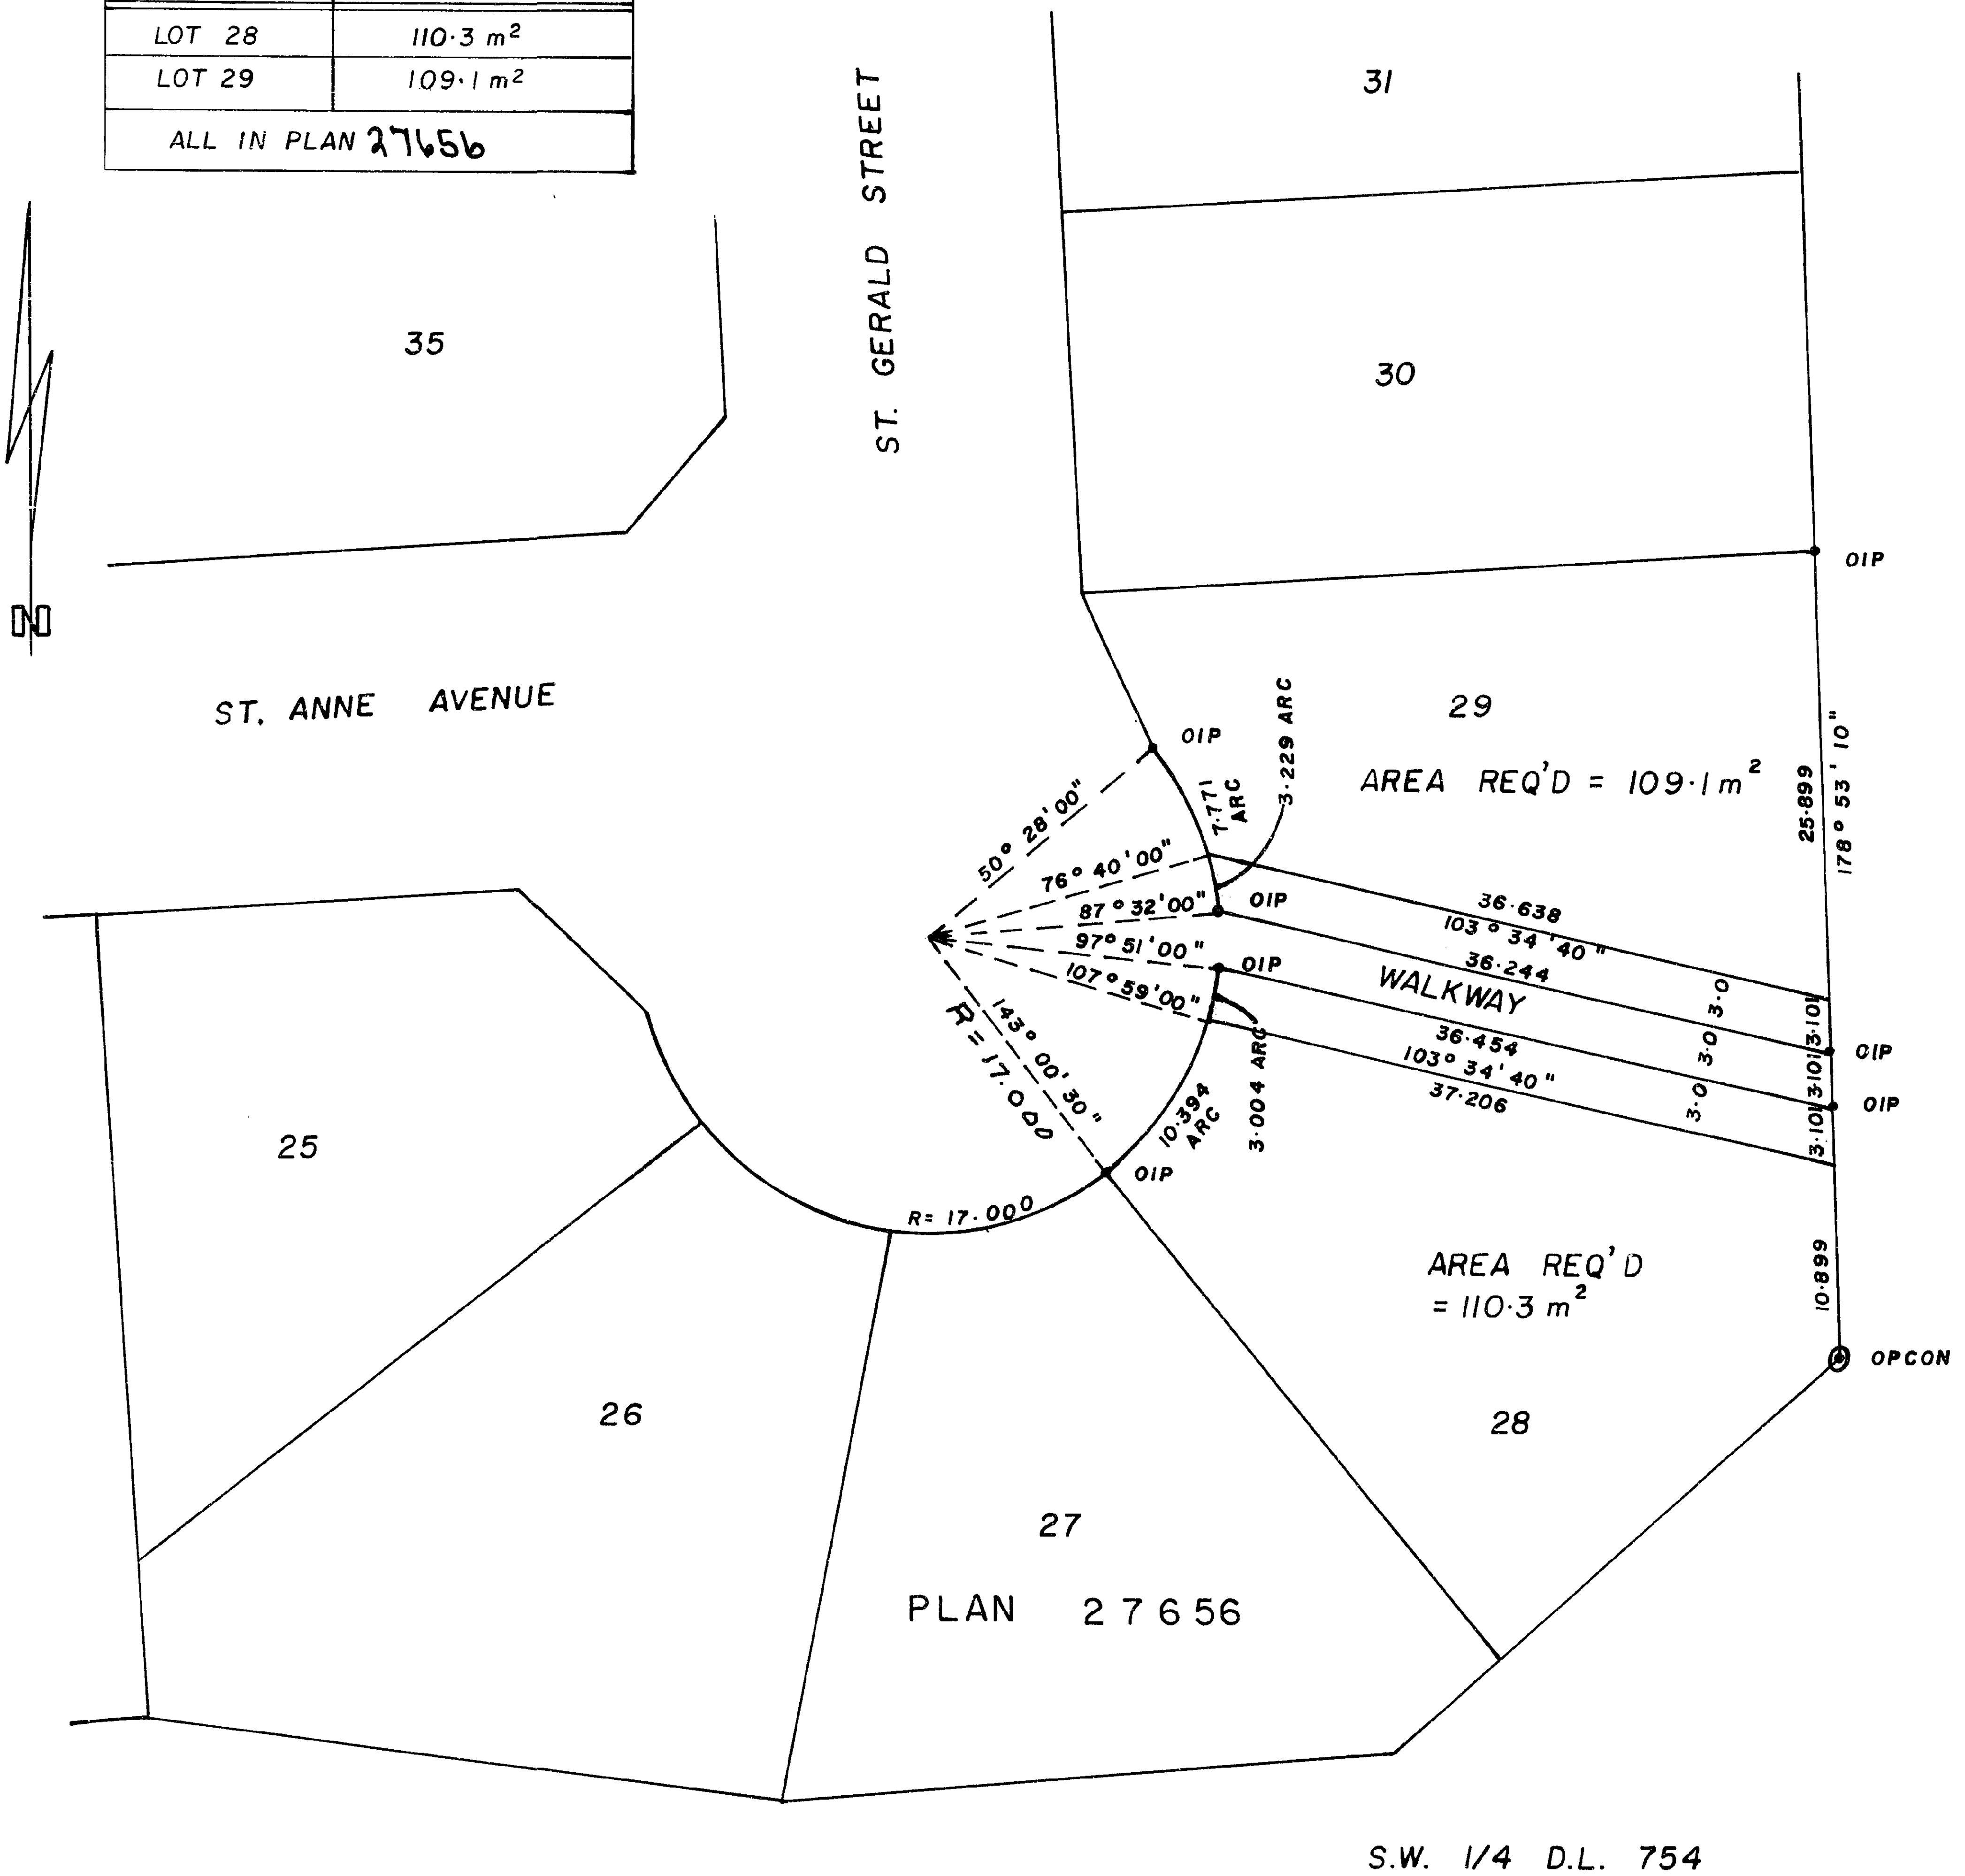 LOT 28 110·3 m²
LOT 29 109·1 m²
ALL IN PLAN 27656
N
ST. GERALD STREET
31
35
30
OIP
ST. ANNE AVENUE
29
AREA REQ'D = 109·1 m²
OIP
3·229 ARC
7·771
ARC
25·899
178° 53' 10"
50° 28' 00"
76° 40' 00"
87° 32' 00"
97° 51' 00"
107° 59' 00"
143° 00' 30"
R = 17.000
OIP
OIP
36·638
103° 34' 40"
36·244
WALKWAY
36·454
103° 34' 40"
37·206
3·0
3·0
3·0
3·101
3·101
3·101
OIP
OIP
3·004 ARC
10·394
ARC
OIP
R= 17·000
25
26
27
PLAN 27656
AREA REQ'D
= 110·3 m²
28
10·899
OPCON
S.W. 1/4 D.L. 754